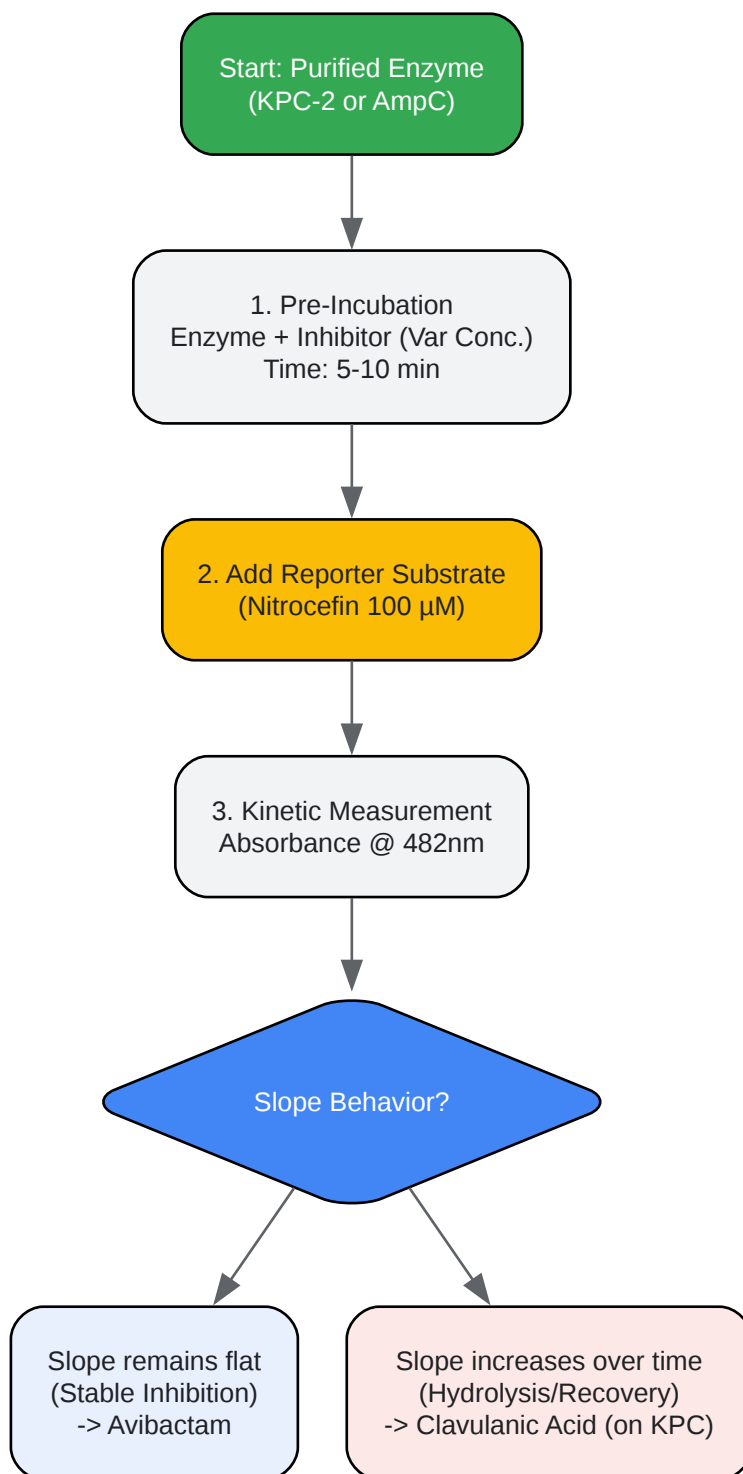 Start: Purified Enzyme
(KPC-2 or AmpC)
1. Pre-Incubation
Enzyme + Inhibitor (Var Conc.)
Time: 5-10 min
2. Add Reporter Substrate
(Nitrocefin 100 µM)
3. Kinetic Measurement
Absorbance @ 482nm
Slope Behavior?
Slope remains flat
(Stable Inhibition)
-> Avibactam
Slope increases over time
(Hydrolysis/Recovery)
-> Clavulanic Acid (on KPC)